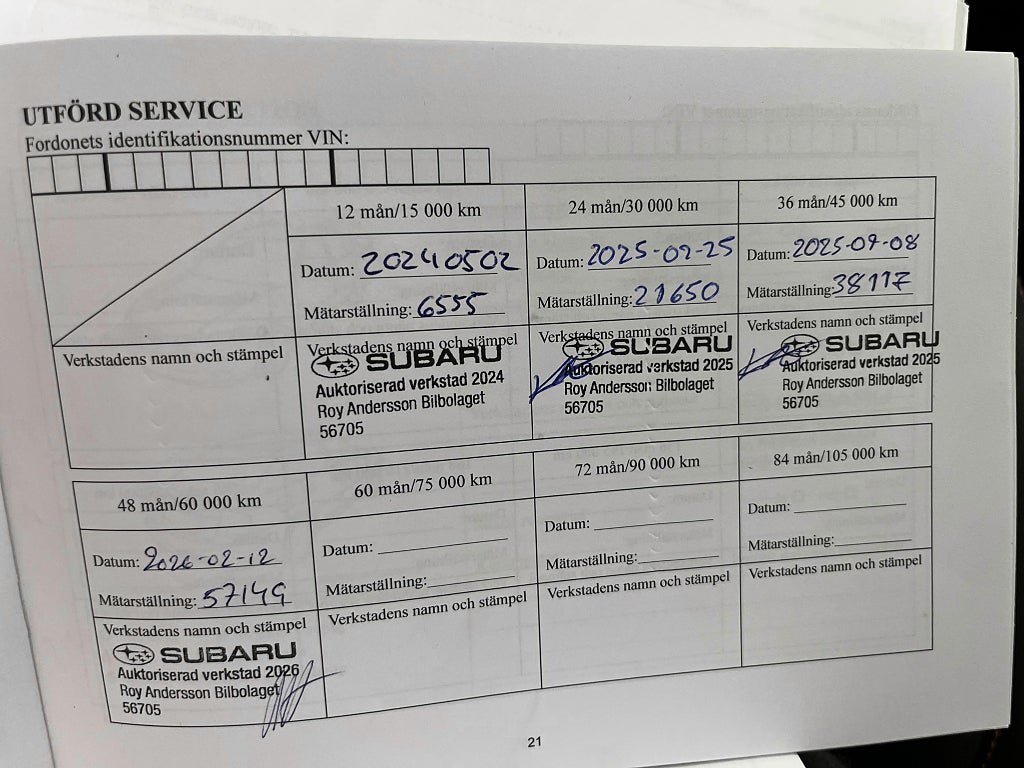 UTFÖRD SERVICE
Fordonets identifikationsnummer VIN:
12 mån/15 000 km
Datum: 20240502
Mätarställning: 6555
24 mån/30 000 km
Datum: 2025-02-25
Mätarställning: 21650
36 mån/45 000 km
Datum: 2025-09-08
Mätarställning: 38117
Verkstadens namn och stämpel
Verkstadens namn och stämpel
SUBARU
Auktoriserad verkstad 2024
Roy Andersson Bilbolaget
56705
Verkstadens namn och stämpel
SUBARU
Auktoriserad verkstad 2025
Roy Andersson Bilbolaget
56705
Verkstadens namn och stämpel
SUBARU
Auktoriserad verkstad 2025
Roy Andersson Bilbolaget
56705
48 mån/60 000 km
Datum: 2026-02-12
Mätarställning: 57149
Verkstadens namn och stämpel
SUBARU
Auktoriserad verkstad 2026
Roy Andersson Bilbolaget
56705
60 mån/75 000 km
Datum:
Mätarställning:
Verkstadens namn och stämpel
72 mån/90 000 km
Datum:
Mätarställning:
Verkstadens namn och stämpel
84 mån/105 000 km
Datum:
Mätarställning:
Verkstadens namn och stämpel
21